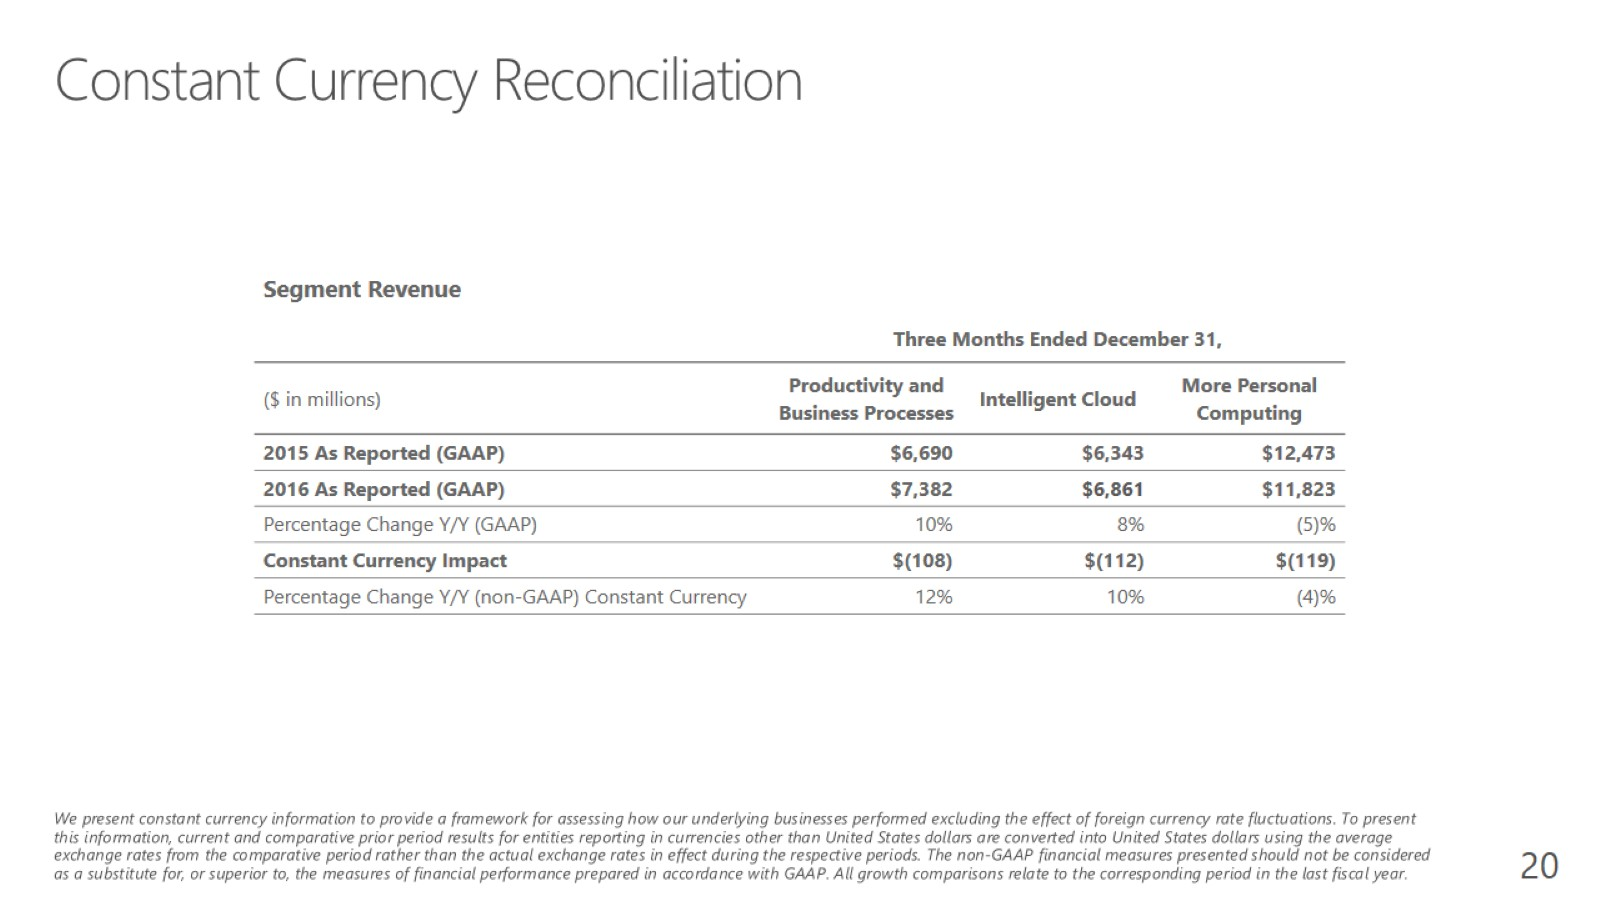 Constant Currency Reconciliation
Segment Revenue
Three Months Ended December 31,
($ in millions) Productivity and Business Processes Intelligent Cloud More Personal Computing
2015 As Reported (GAAP) $6,690 $6,343 $12,473
2016 As Reported (GAAP) $7,382 $6,861 $11,823
Percentage Change Y/Y (GAAP) 10% 8% (5)%
Constant Currency Impact $(108) $(112) $(119)
Percentage Change Y/Y (non-GAAP) Constant Currency 12% 10% (4)%
We present constant currency information to provide a framework for assessing how our underlying businesses performed excluding the effect of foreign currency rate fluctuations. To present
this information, current and comparative prior period results for entities reporting in currencies other than United States dollars are converted into United States dollars using the average
exchange rates from the comparative period rather than the actual exchange rates in effect during the respective periods. The non-GAAP financial measures presented should not be considered
as a substitute for, or superior to, the measures of financial performance prepared in accordance with GAAP. All growth comparisons relate to the corresponding period in the last fiscal year.
20